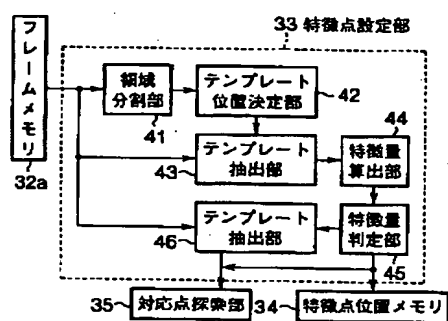 33 特徴点設定部
フレームメモリ
32a
領域
分割部
41
テンプレート
位置決定部
42
テンプレート
抽出部
43
特徴量
算出部
44
テンプレート
抽出部
46
特徴量
判定部
45
35 対応点探索部
34 特徴点位置メモリ